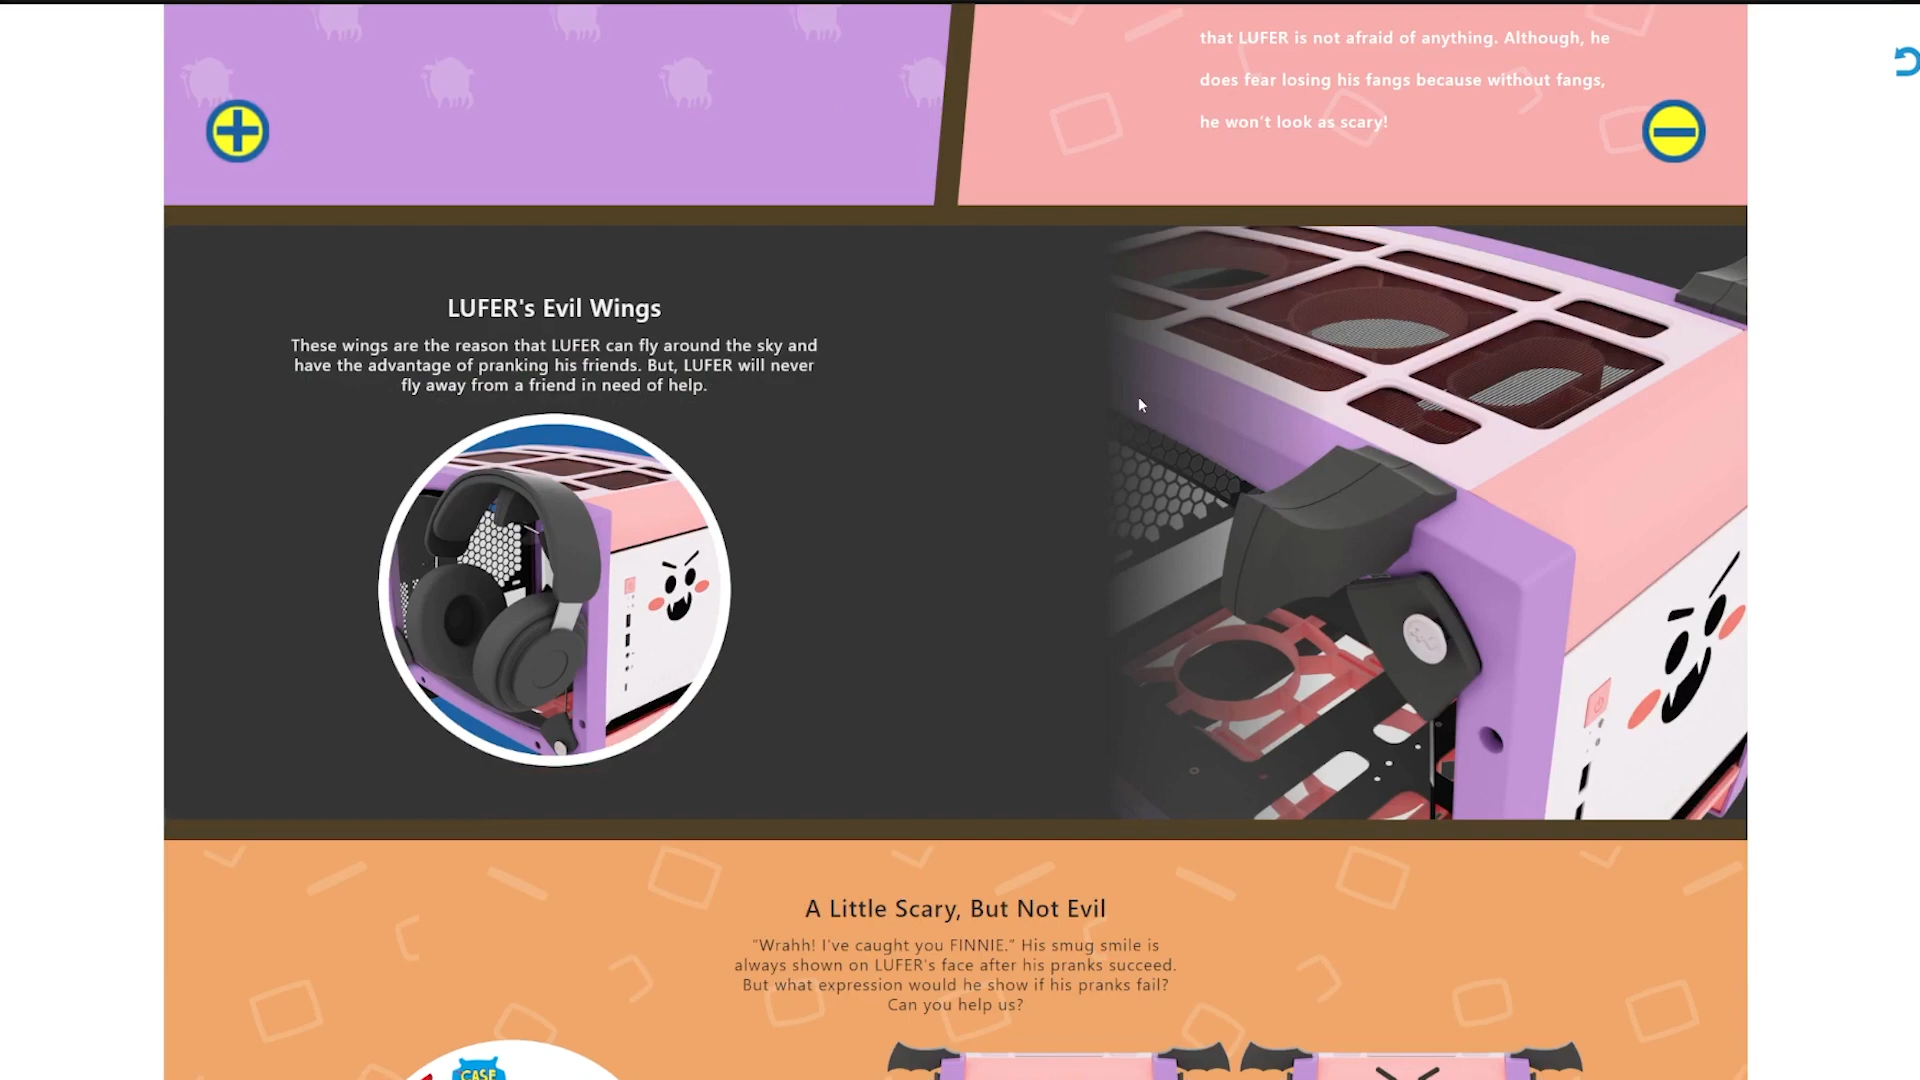 that LUFER is not afraid of anything. Although, he
does fear losing his fangs because without fangs,
he won't look as scary!
LUFER's Evil Wings
These wings are the reason that LUFER can fly around the sky and
have the advantage of pranking his friends. But, LUFER will never
fly away from a friend in need of help.
A Little Scary, But Not Evil
"Wrahh! I've caught you FINNIE." His smug smile is
always shown on LUFER's face after his pranks succeed.
But what expression would he show if his pranks fail?
Can you help us?
CASE